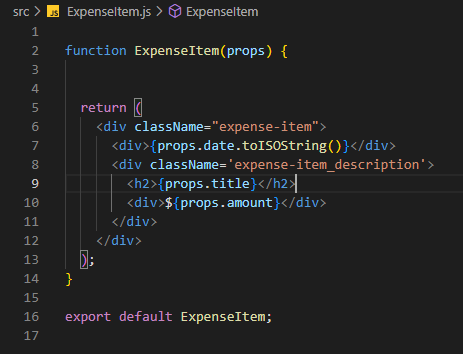 src > JS ExpenseItem.js > ExpenseItem
1
2 function ExpenseItem(props) {
3
4
5 return (
6 <div className="expense-item">
7 <div>{props.date.toISOString()}</div>
8 <div className='expense-item_description'>
9 <h2>{props.title}</h2>
10 <div>${props.amount}</div>
11 </div>
12 </div>
13 );
14 }
15
16 export default ExpenseItem;
17